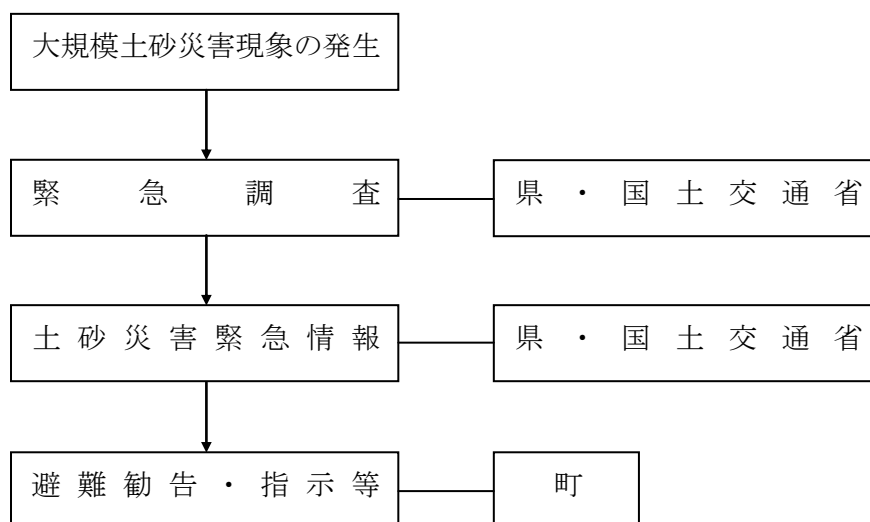 大規模土砂災害現象の発生
緊急調査
県・国土交通省
土砂災害緊急情報
県・国土交通省
避難勧告・指示等
町